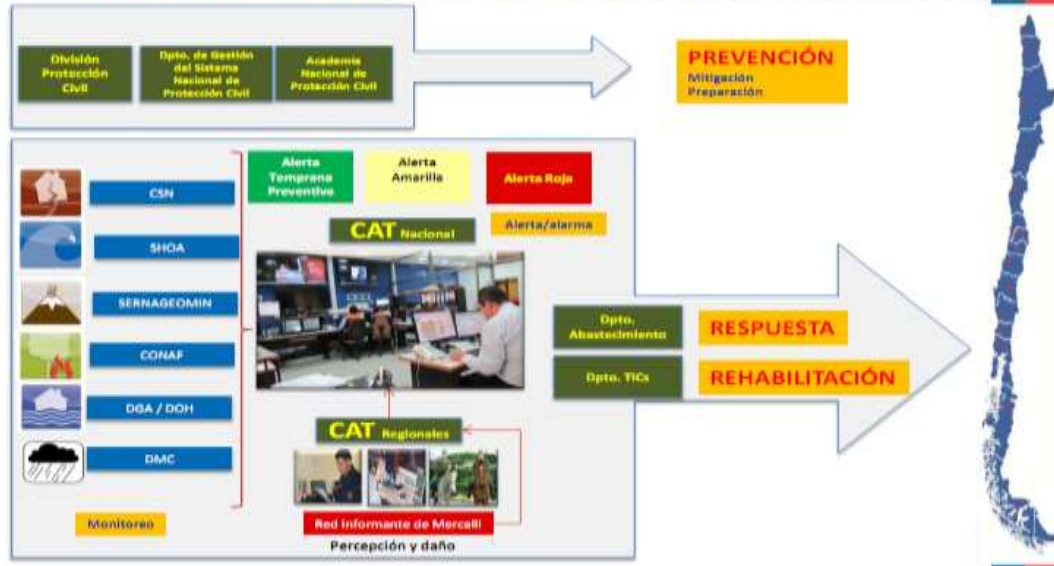 División
Protección
Civil
Dpto. de Gestión
del Sistema
Nacional de
Protección Civil
Academia
Nacional de
Protección Civil
PREVENCIÓN
Mitigación
Preparación
Alerta
Temprana
Preventivo
Alerta
Amarilla
Alerta Roja
Alerta/alarma
CSN
SHOA
SERNAGEOMIN
CONAF
DGA / DOH
DMC
Monitoreo
CAT Nacional
CAT Regionales
Red Informante de Mercalli
Percepción y daño
Dpto.
Abastecimiento
RESPUESTA
Dpto. TICs
REHABILITACIÓN